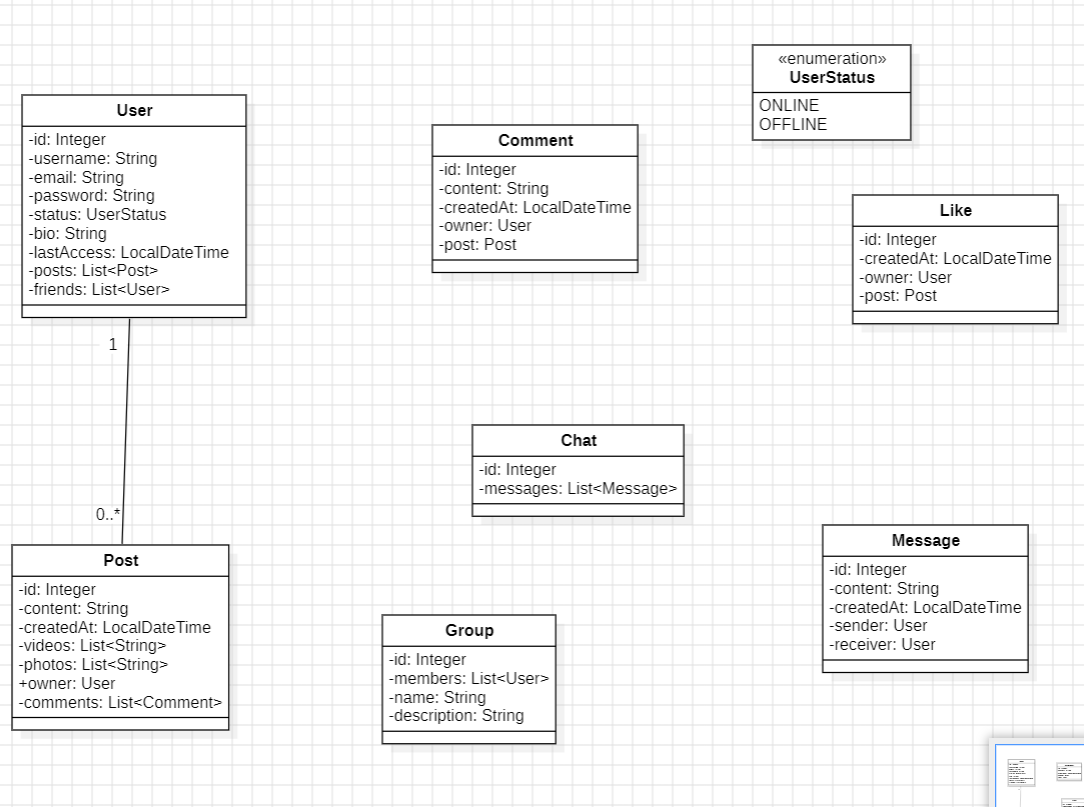 User
-id: Integer
-username: String
-email: String
-password: String
-status: UserStatus
-bio: String
-lastAccess: LocalDateTime
-posts: List<Post>
-friends: List<User>
1
0..*
Post
-id: Integer
-content: String
-createdAt: LocalDateTime
-videos: List<String>
-photos: List<String>
+owner: User
-comments: List<Comment>
Comment
-id: Integer
-content: String
-createdAt: LocalDateTime
-owner: User
-post: Post
«enumeration»
UserStatus
ONLINE
OFFLINE
Like
-id: Integer
-createdAt: LocalDateTime
-owner: User
-post: Post
Chat
-id: Integer
-messages: List<Message>
Group
-id: Integer
-members: List<User>
-name: String
-description: String
Message
-id: Integer
-content: String
-createdAt: LocalDateTime
-sender: User
-receiver: User